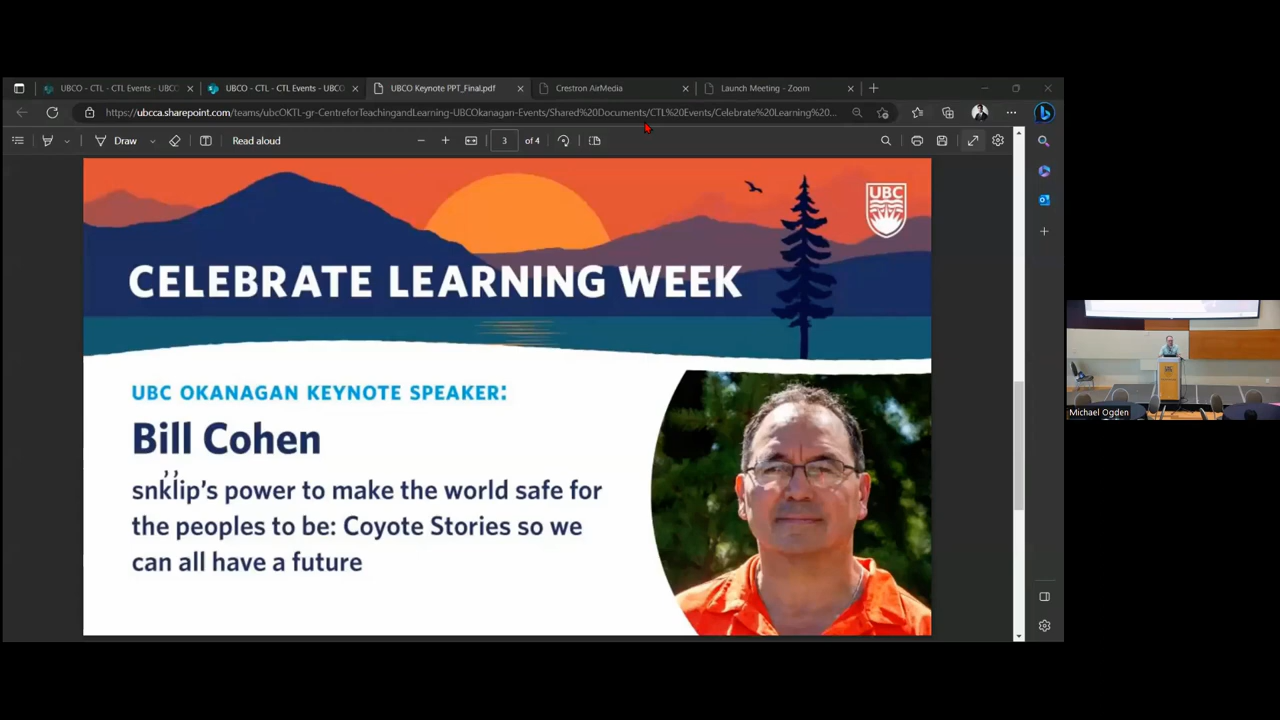 UBCO - CTL - CTL Events - UBCO
UBCO - CTL - CTL Events - UBCO
UBCO Keynote PPT_Final.pdf
Crestron AirMedia
Launch Meeting - Zoom
https://ubcca.sharepoint.com/teams/ubcOKTL-gr-CentreforTeachingandLearning-UBCOkanagan-Events/Shared%20Documents/CTL%20Events/Celebrate%20Learning%20...
Draw
Read aloud
3 of 4
UBC
CELEBRATE LEARNING WEEK
UBC OKANAGAN KEYNOTE SPEAKER:
Bill Cohen
snk̓l̓ip’s power to make the world safe for
the peoples to be: Coyote Stories so we
can all have a future
Michael Ogden